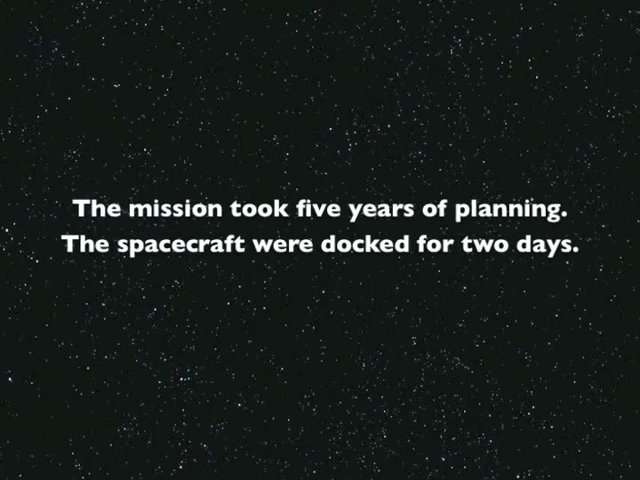 The mission took five years of planning.
The spacecraft were docked for two days.